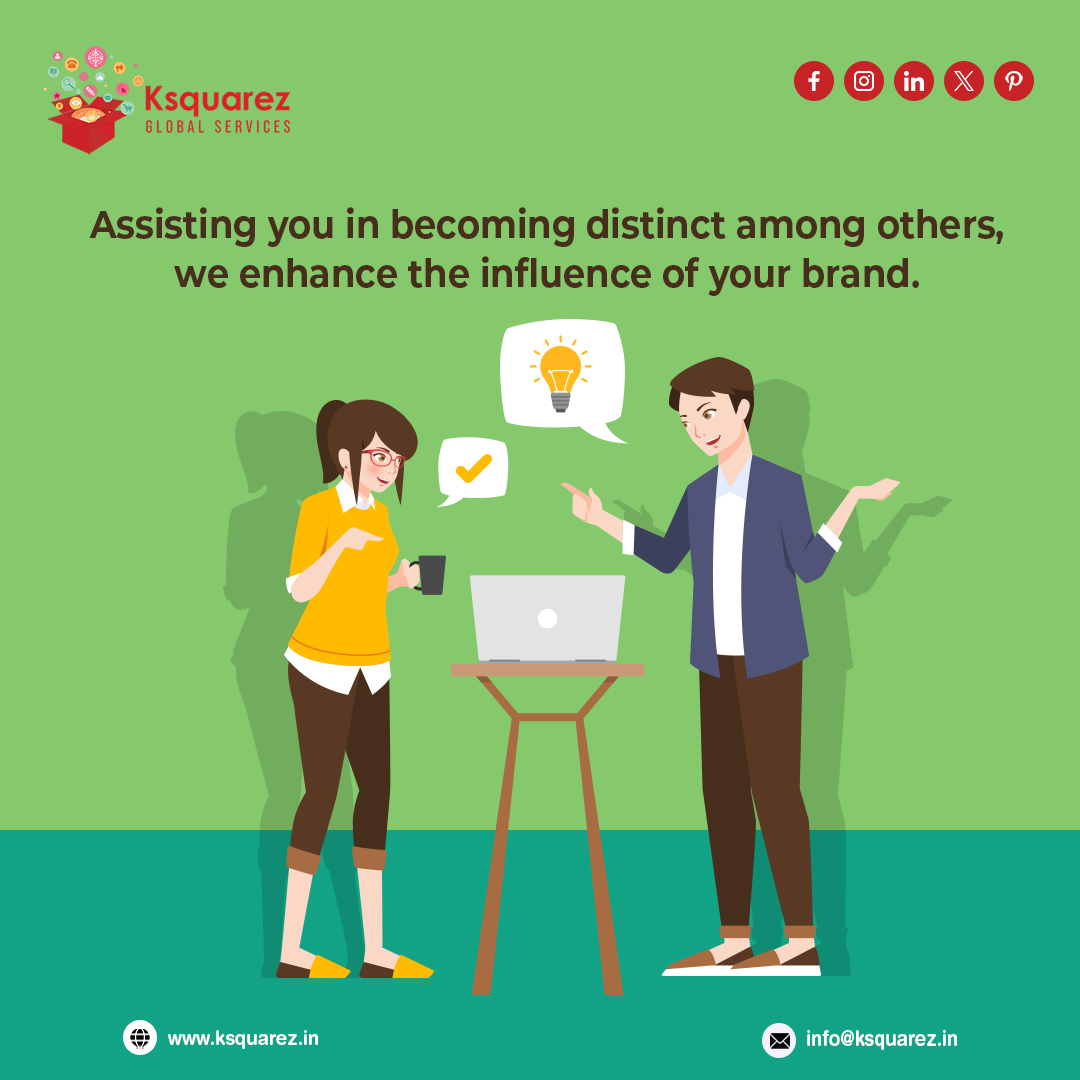 Ksquarez
GLOBAL SERVICES
Assisting you in becoming distinct among others,
we enhance the influence of your brand.
www.ksquarez.in
info@ksquarez.in